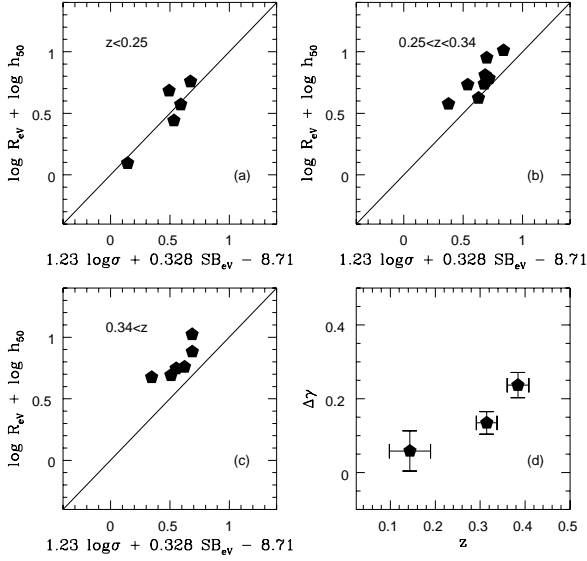 z<0.25
1
0.5
0
log R_eV + log h_50
(a)
0 0.5 1
1.23 logσ + 0.328 SB_eV − 8.71
0.25<z<0.34
1
0.5
0
log R_eV + log h_50
(b)
0 0.5 1
1.23 logσ + 0.328 SB_eV − 8.71
0.34<z
1
0.5
0
log R_eV + log h_50
(c)
0 0.5 1
1.23 logσ + 0.328 SB_eV − 8.71
0.4
0.2
0
Δγ
(d)
0.1 0.2 0.3 0.4 0.5
z